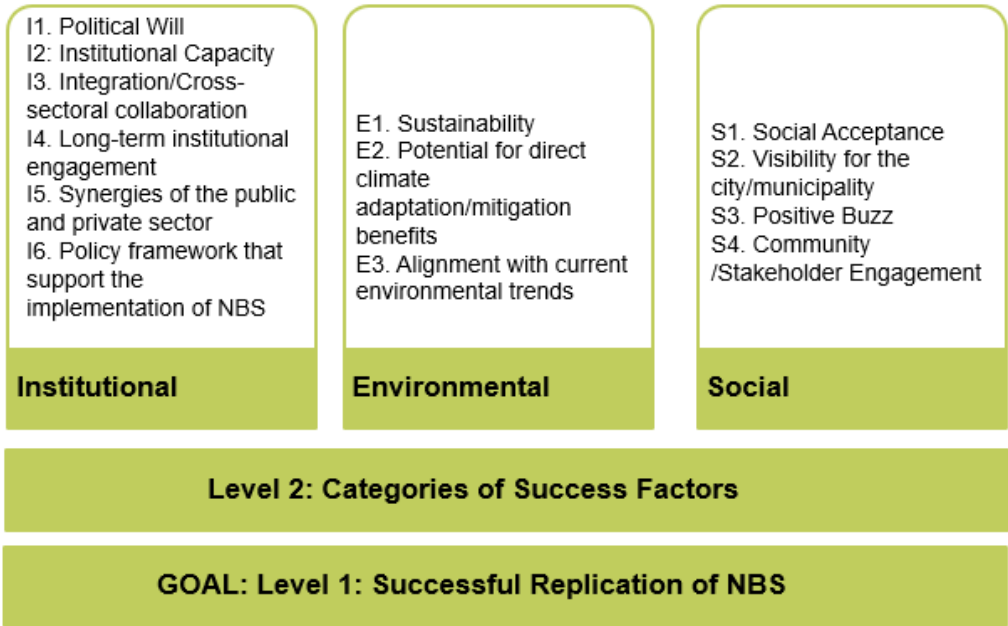 I1. Political Will
I2: Institutional Capacity
I3. Integration/Cross-
sectoral collaboration
I4. Long-term institutional
engagement
I5. Synergies of the public
and private sector
I6. Policy framework that
support the
implementation of NBS
Institutional
E1. Sustainability
E2. Potential for direct
climate
adaptation/mitigation
benefits
E3. Alignment with current
environmental trends
Environmental
S1. Social Acceptance
S2. Visibility for the
city/municipality
S3. Positive Buzz
S4. Community
/Stakeholder Engagement
Social
Level 2: Categories of Success Factors
GOAL: Level 1: Successful Replication of NBS